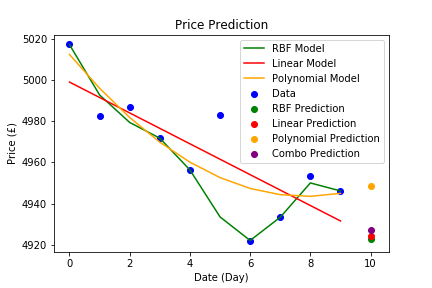 Price Prediction
5020
5000
4980
4960
4940
4920
Price (£)
RBF Model
Linear Model
Polynomial Model
Data
RBF Prediction
Linear Prediction
Polynomial Prediction
Combo Prediction
0 2 4 6 8 10
Date (Day)